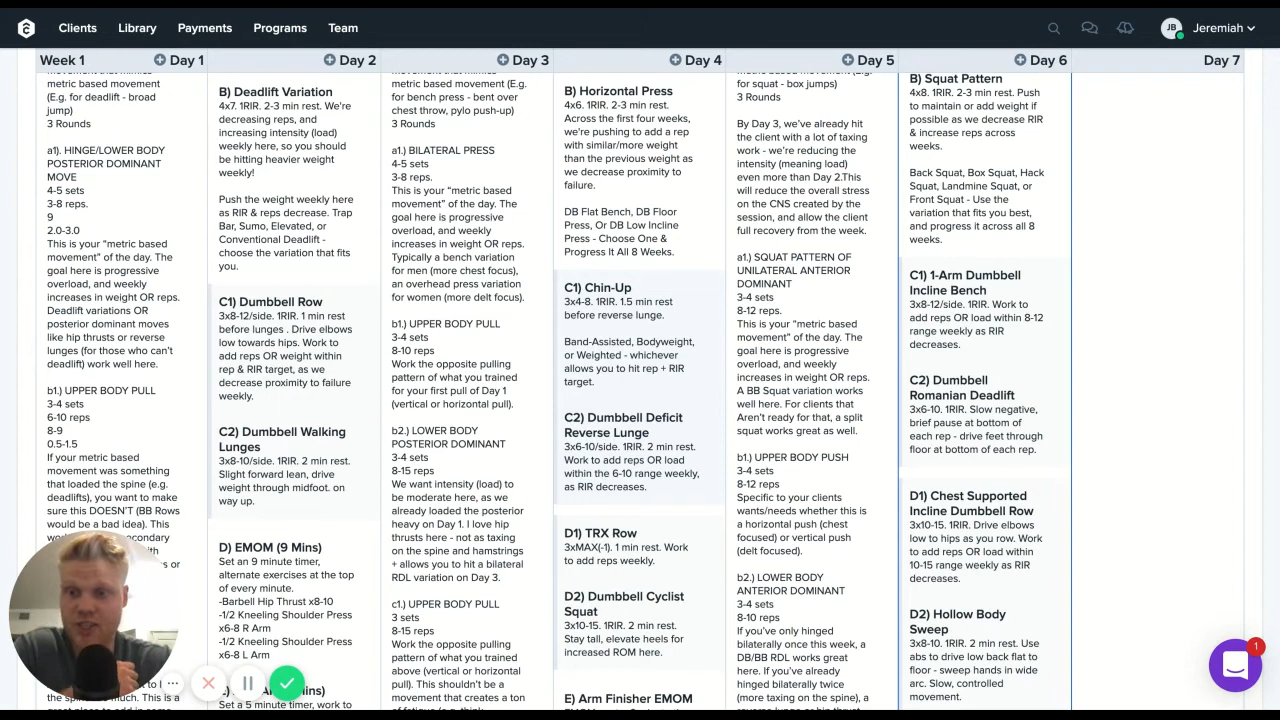 Clients
Library
Payments
Programs
Team
JB
Jeremiah
Week 1
Day 1
Day 2
Day 3
Day 4
Day 5
Day 6
Day 7
movement that mimics
metric based movement
(E.g. for deadlift - broad
jump)
3 Rounds
a1). HINGE/LOWER BODY
POSTERIOR DOMINANT
MOVE
4-5 sets
3-8 reps.
9
2.0-3.0
This is your “metric based
movement” of the day. The
goal here is progressive
overload, and weekly
increases in weight OR reps.
Deadlift variations OR
posterior dominant moves
like hip thrusts or reverse
lunges (for those who can’t
deadlift) work well here.
b1.) UPPER BODY PULL
3-4 sets
6-10 reps
8-9
0.5-1.5
If your metric based
movement was something
that loaded the spine (e.g.
deadlifts), you want to make
sure this DOESN’T (BB Rows
would be a bad idea). This
B) Deadlift Variation
4x7. 1RIR. 2-3 min rest. We're
decreasing reps, and
increasing intensity (load)
weekly here, so you should
be hitting heavier weight
weekly!
Push the weight weekly here
as RIR & reps decrease. Trap
Bar, Sumo, Elevated, or
Conventional Deadlift -
choose the variation that fits
you.
C1) Dumbbell Row
3x8-12/side. 1RIR. 1 min rest
before lunges . Drive elbows
low towards hips. Work to
add reps OR weight within
rep & RIR target, as we
decrease proximity to failure
weekly.
C2) Dumbbell Walking
Lunges
3x8-10/side. 1RIR. 2 min rest.
Slight forward lean, drive
weight through midfoot. on
way up.
D) EMOM (9 Mins)
Set an 9 minute timer,
alternate exercises at the top
of every minute.
-Barbell Hip Thrust x8-10
-1/2 Kneeling Shoulder Press
x6-8 R Arm
-1/2 Kneeling Shoulder Press
x6-8 L Arm
Set a 5 minute timer, work to
movement that mimics
metric based movement (E.g.
for bench press - bent over
chest throw, pylo push-up)
3 Rounds
a1.) BILATERAL PRESS
4-5 sets
3-8 reps.
This is your “metric based
movement” of the day. The
goal here is progressive
overload, and weekly
increases in weight OR reps.
Typically a bench variation
for men (more chest focus),
an overhead press variation
for women (more delt focus).
b1.) UPPER BODY PULL
3-4 sets
8-10 reps
Work the opposite pulling
pattern of what you trained
for your first pull of Day 1
(vertical or horizontal pull).
b2.) LOWER BODY
POSTERIOR DOMINANT
3-4 sets
8-15 reps
We want intensity (load) to
be moderate here, as we
already loaded the posterior
heavy on Day 1. I love hip
thrusts here - not as taxing
on the spine and hamstrings
+ allows you to hit a bilateral
RDL variation on Day 3.
c1.) UPPER BODY PULL
3 sets
8-15 reps
Work the opposite pulling
pattern of what you trained
above (vertical or horizontal
pull). This shouldn’t be a
movement that creates a ton
B) Horizontal Press
4x6. 1RIR. 2-3 min rest.
Across the first four weeks,
we're pushing to add a rep
with similar/more weight
than the previous weight as
we decrease proximity to
failure.
DB Flat Bench, DB Floor
Press, Or DB Low Incline
Press - Choose One &
Progress It All 8 Weeks.
C1) Chin-Up
3x4-8. 1RIR. 1.5 min rest
before reverse lunge.
Band-Assisted, Bodyweight,
or Weighted - whichever
allows you to hit rep + RIR
target.
C2) Dumbbell Deficit
Reverse Lunge
3x6-10/side. 1RIR. 2 min rest.
Work to add reps OR load
within the 6-10 range weekly,
as RIR decreases.
D1) TRX Row
3xMAX(-1). 1 min rest. Work
to add reps weekly.
D2) Dumbbell Cyclist
Squat
3x10-15. 1RIR. 2 min rest.
Stay tall, elevate heels for
increased ROM here.
E) Arm Finisher EMOM
for squat - box jumps)
3 Rounds
By Day 3, we’ve already hit
the client with a lot of taxing
work - we’re reducing the
intensity (meaning load)
even more than Day 2.This
will reduce the overall stress
on the CNS created by the
session, and allow the client
full recovery from the week.
a1.) SQUAT PATTERN OF
UNILATERAL ANTERIOR
DOMINANT
3-4 sets
8-12 reps.
This is your “metric based
movement” of the day. The
goal here is progressive
overload, and weekly
increases in weight OR reps.
A BB Squat variation works
well here. For clients that
Aren’t ready for that, a split
squat works great as well.
b1.) UPPER BODY PUSH
3-4 sets
8-12 reps
Specific to your clients
wants/needs whether this is
a horizontal push (chest
focused) or vertical push
(delt focused).
b2.) LOWER BODY
ANTERIOR DOMINANT
3-4 sets
8-10 reps
If you’ve only hinged
bilaterally once this week, a
DB/BB RDL works great
here. If you’ve already
hinged bilaterally twice
(more taxing on the spine), a
B) Squat Pattern
4x8. 1RIR. 2-3 min rest. Push
to maintain or add weight if
possible as we decrease RIR
& increase reps across
weeks.
Back Squat, Box Squat, Hack
Squat, Landmine Squat, or
Front Squat - Use the
variation that fits you best,
and progress it across all 8
weeks.
C1) 1-Arm Dumbbell
Incline Bench
3x8-12/side. 1RIR. Work to
add reps OR load within 8-12
range weekly as RIR
decreases.
C2) Dumbbell
Romanian Deadlift
3x6-10. 1RIR. Slow negative,
brief pause at bottom of
each rep - drive feet through
floor at bottom of each rep.
D1) Chest Supported
Incline Dumbbell Row
3x10-15. 1RIR. Drive elbows
low to hips as you row. Work
to add reps OR load within
10-15 range weekly as RIR
decreases.
D2) Hollow Body
Sweep
3x8-10. 1RIR. 2 min rest. Use
abs to drive low back flat to
floor - sweep hands in wide
arc. Slow, controlled
movement.
1